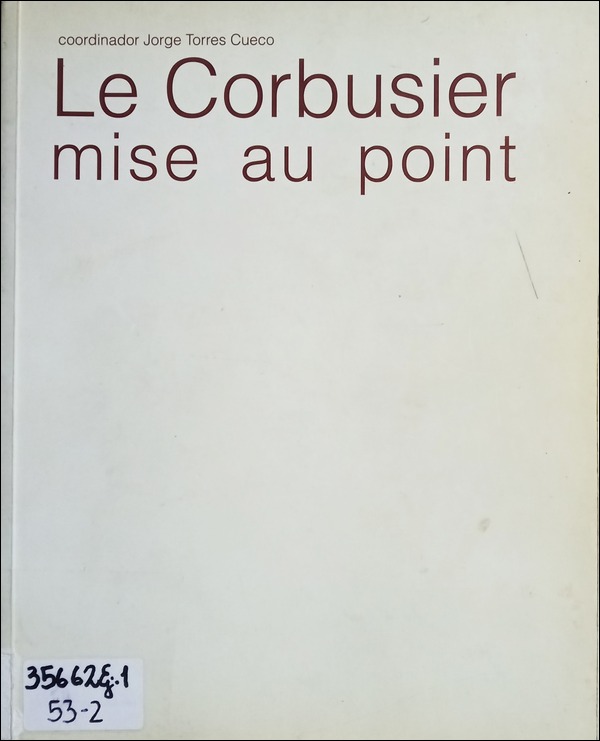 coordinador Jorge Torres Cueco
Le Corbusier
mise au point
35662Ej.1
53-2